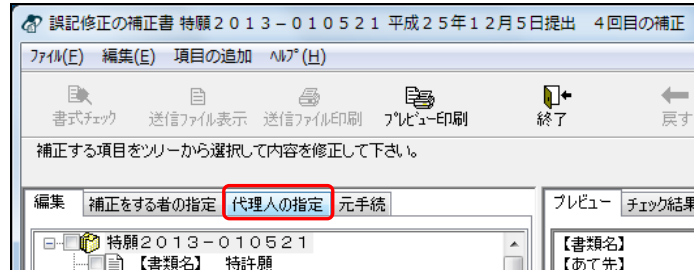 誤記修正の補正書 特願２０１３－０１０５２１ 平成２５年１２月５日提出　４回目の補正
ﾌｧｲﾙ(F)　編集(E)　項目の追加　ﾍﾙﾌﾟ(H)
書式ﾁｪｯｸ　送信ﾌｧｲﾙ表示　送信ﾌｧｲﾙ印刷　ﾌﾟﾚﾋﾞｭｰ印刷　終了　戻す
補正する項目をツリーから選択して内容を修正して下さい。
編集　補正をする者の指定　代理人の指定　元手続　プレビュー　チェック結果
特願２０１３－０１０５２１　【書類名】
【書類名】　特許願　【あて先】